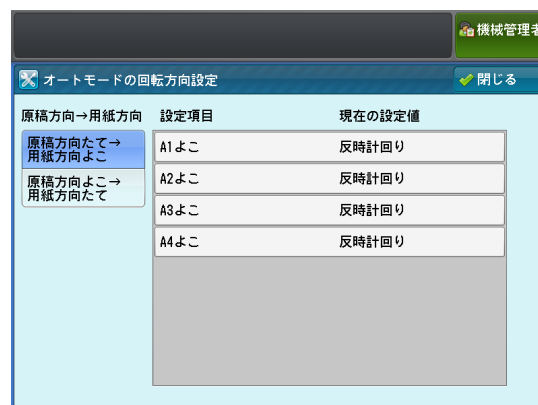 機械管理者
オートモードの回転方向設定
閉じる
原稿方向→用紙方向 設定項目 現在の設定値
原稿方向たて→
用紙方向よこ
原稿方向よこ→
用紙方向たて
A1よこ 反時計回り
A2よこ 反時計回り
A3よこ 反時計回り
A4よこ 反時計回り